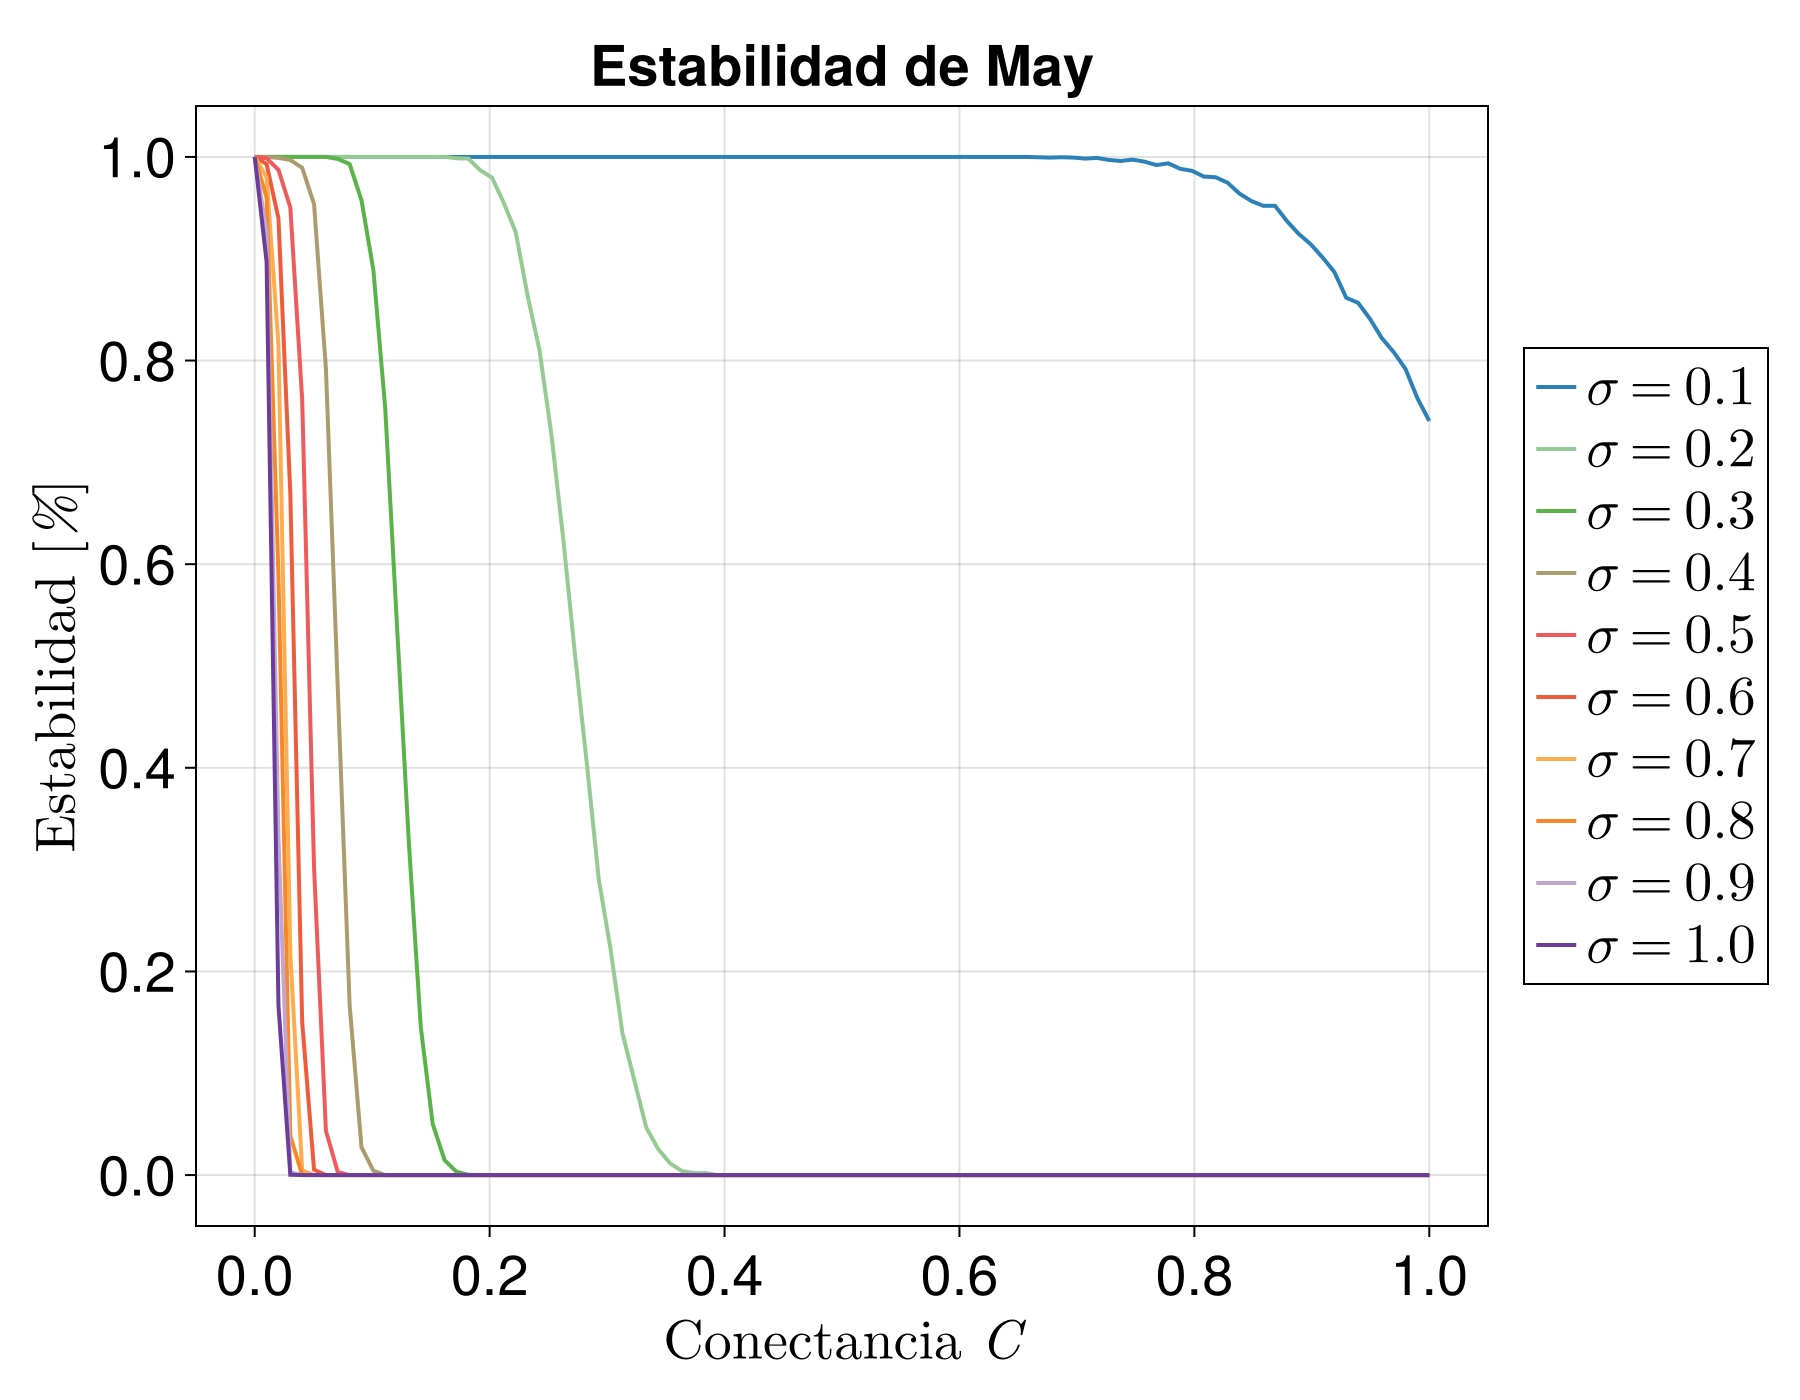 Estabilidad de May
Estabilidad [%]
1.0
0.8
0.6
0.4
0.2
0.0
0.0 0.2 0.4 0.6 0.8 1.0
Conectancia C
σ = 0.1
σ = 0.2
σ = 0.3
σ = 0.4
σ = 0.5
σ = 0.6
σ = 0.7
σ = 0.8
σ = 0.9
σ = 1.0